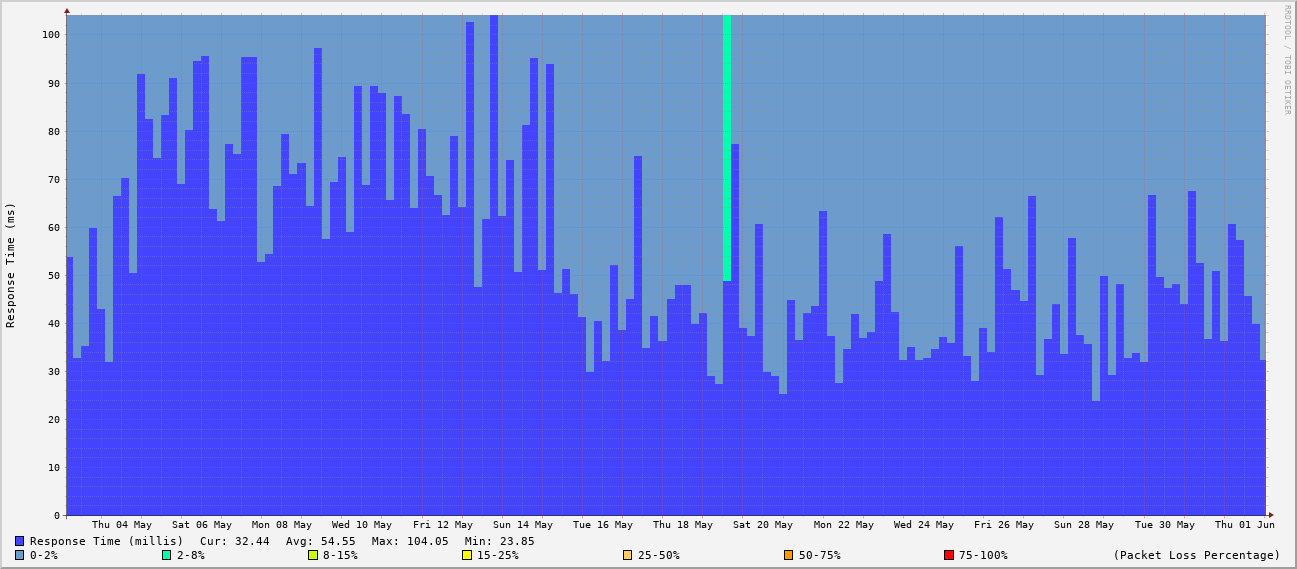 RRDTOOL / TOBI OETIKER
Response Time (ms)
100
90
80
70
60
50
40
30
20
10
0
Thu 04 May Sat 06 May Mon 08 May Wed 10 May Fri 12 May Sun 14 May Tue 16 May Thu 18 May Sat 20 May Mon 22 May Wed 24 May Fri 26 May Sun 28 May Tue 30 May Thu 01 Jun
Response Time (millis) Cur: 32.44 Avg: 54.55 Max: 104.05 Min: 23.85
0-2% 2-8% 8-15% 15-25% 25-50% 50-75% 75-100% (Packet Loss Percentage)